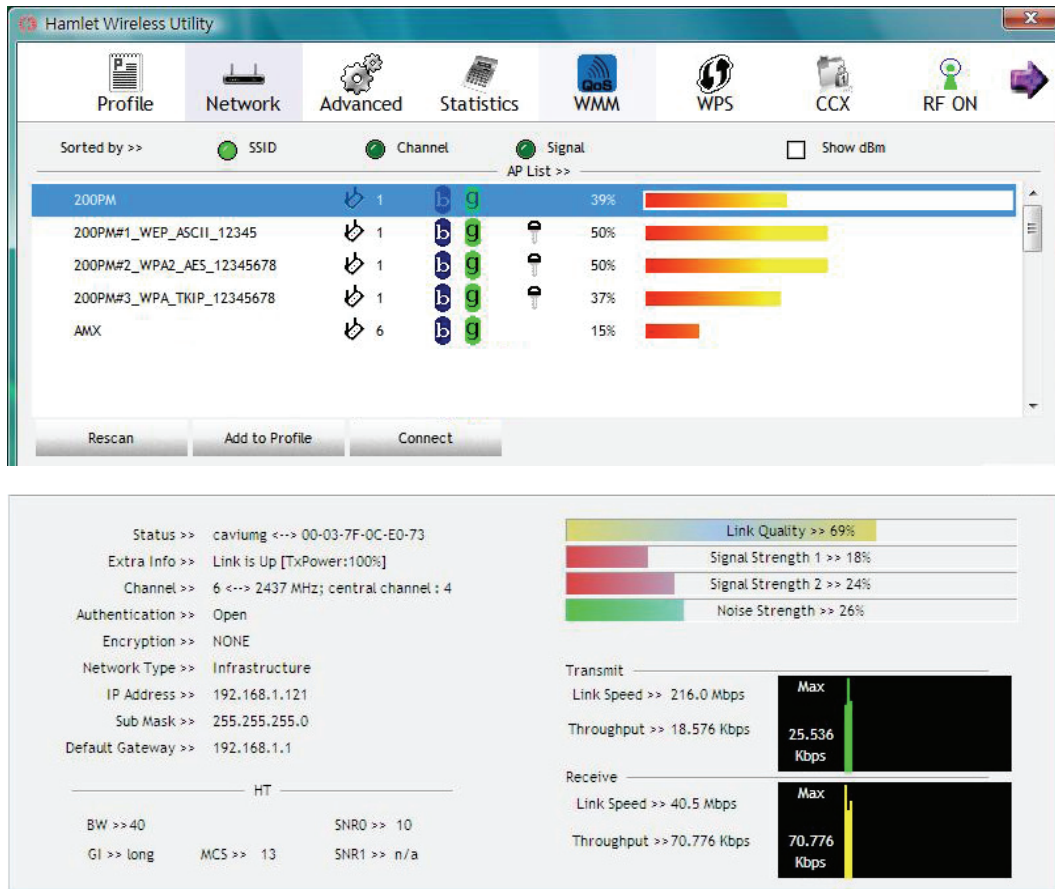 Hamlet Wireless Utility
Profile Network Advanced Statistics QoS WMM WPS CCX RF ON
Sorted by >> SSID Channel Signal Show dBm
AP List >>
200PM 1 b g 39%
200PM#1_WEP_ASCII_12345 1 b g 50%
200PM#2_WPA2_AES_12345678 1 b g 50%
200PM#3_WPA_TKIP_12345678 1 b g 37%
AMX 6 b g 15%
Rescan Add to Profile Connect
Status >> caviumg <--> 00-03-7F-0C-E0-73
Extra Info >> Link is Up [TxPower:100%]
Channel >> 6 <--> 2437 MHz; central channel : 4
Authentication >> Open
Encryption >> NONE
Network Type >> Infrastructure
IP Address >> 192.168.1.121
Sub Mask >> 255.255.255.0
Default Gateway >> 192.168.1.1
HT
BW >> 40 SNR0 >> 10
GI >> long MCS >> 13 SNR1 >> n/a
Link Quality >> 69%
Signal Strength 1 >> 18%
Signal Strength 2 >> 24%
Noise Strength >> 26%
Transmit
Link Speed >> 216.0 Mbps
Throughput >> 18.576 Kbps
Max
25.536
Kbps
Receive
Link Speed >> 40.5 Mbps
Throughput >> 70.776 Kbps
Max
70.776
Kbps